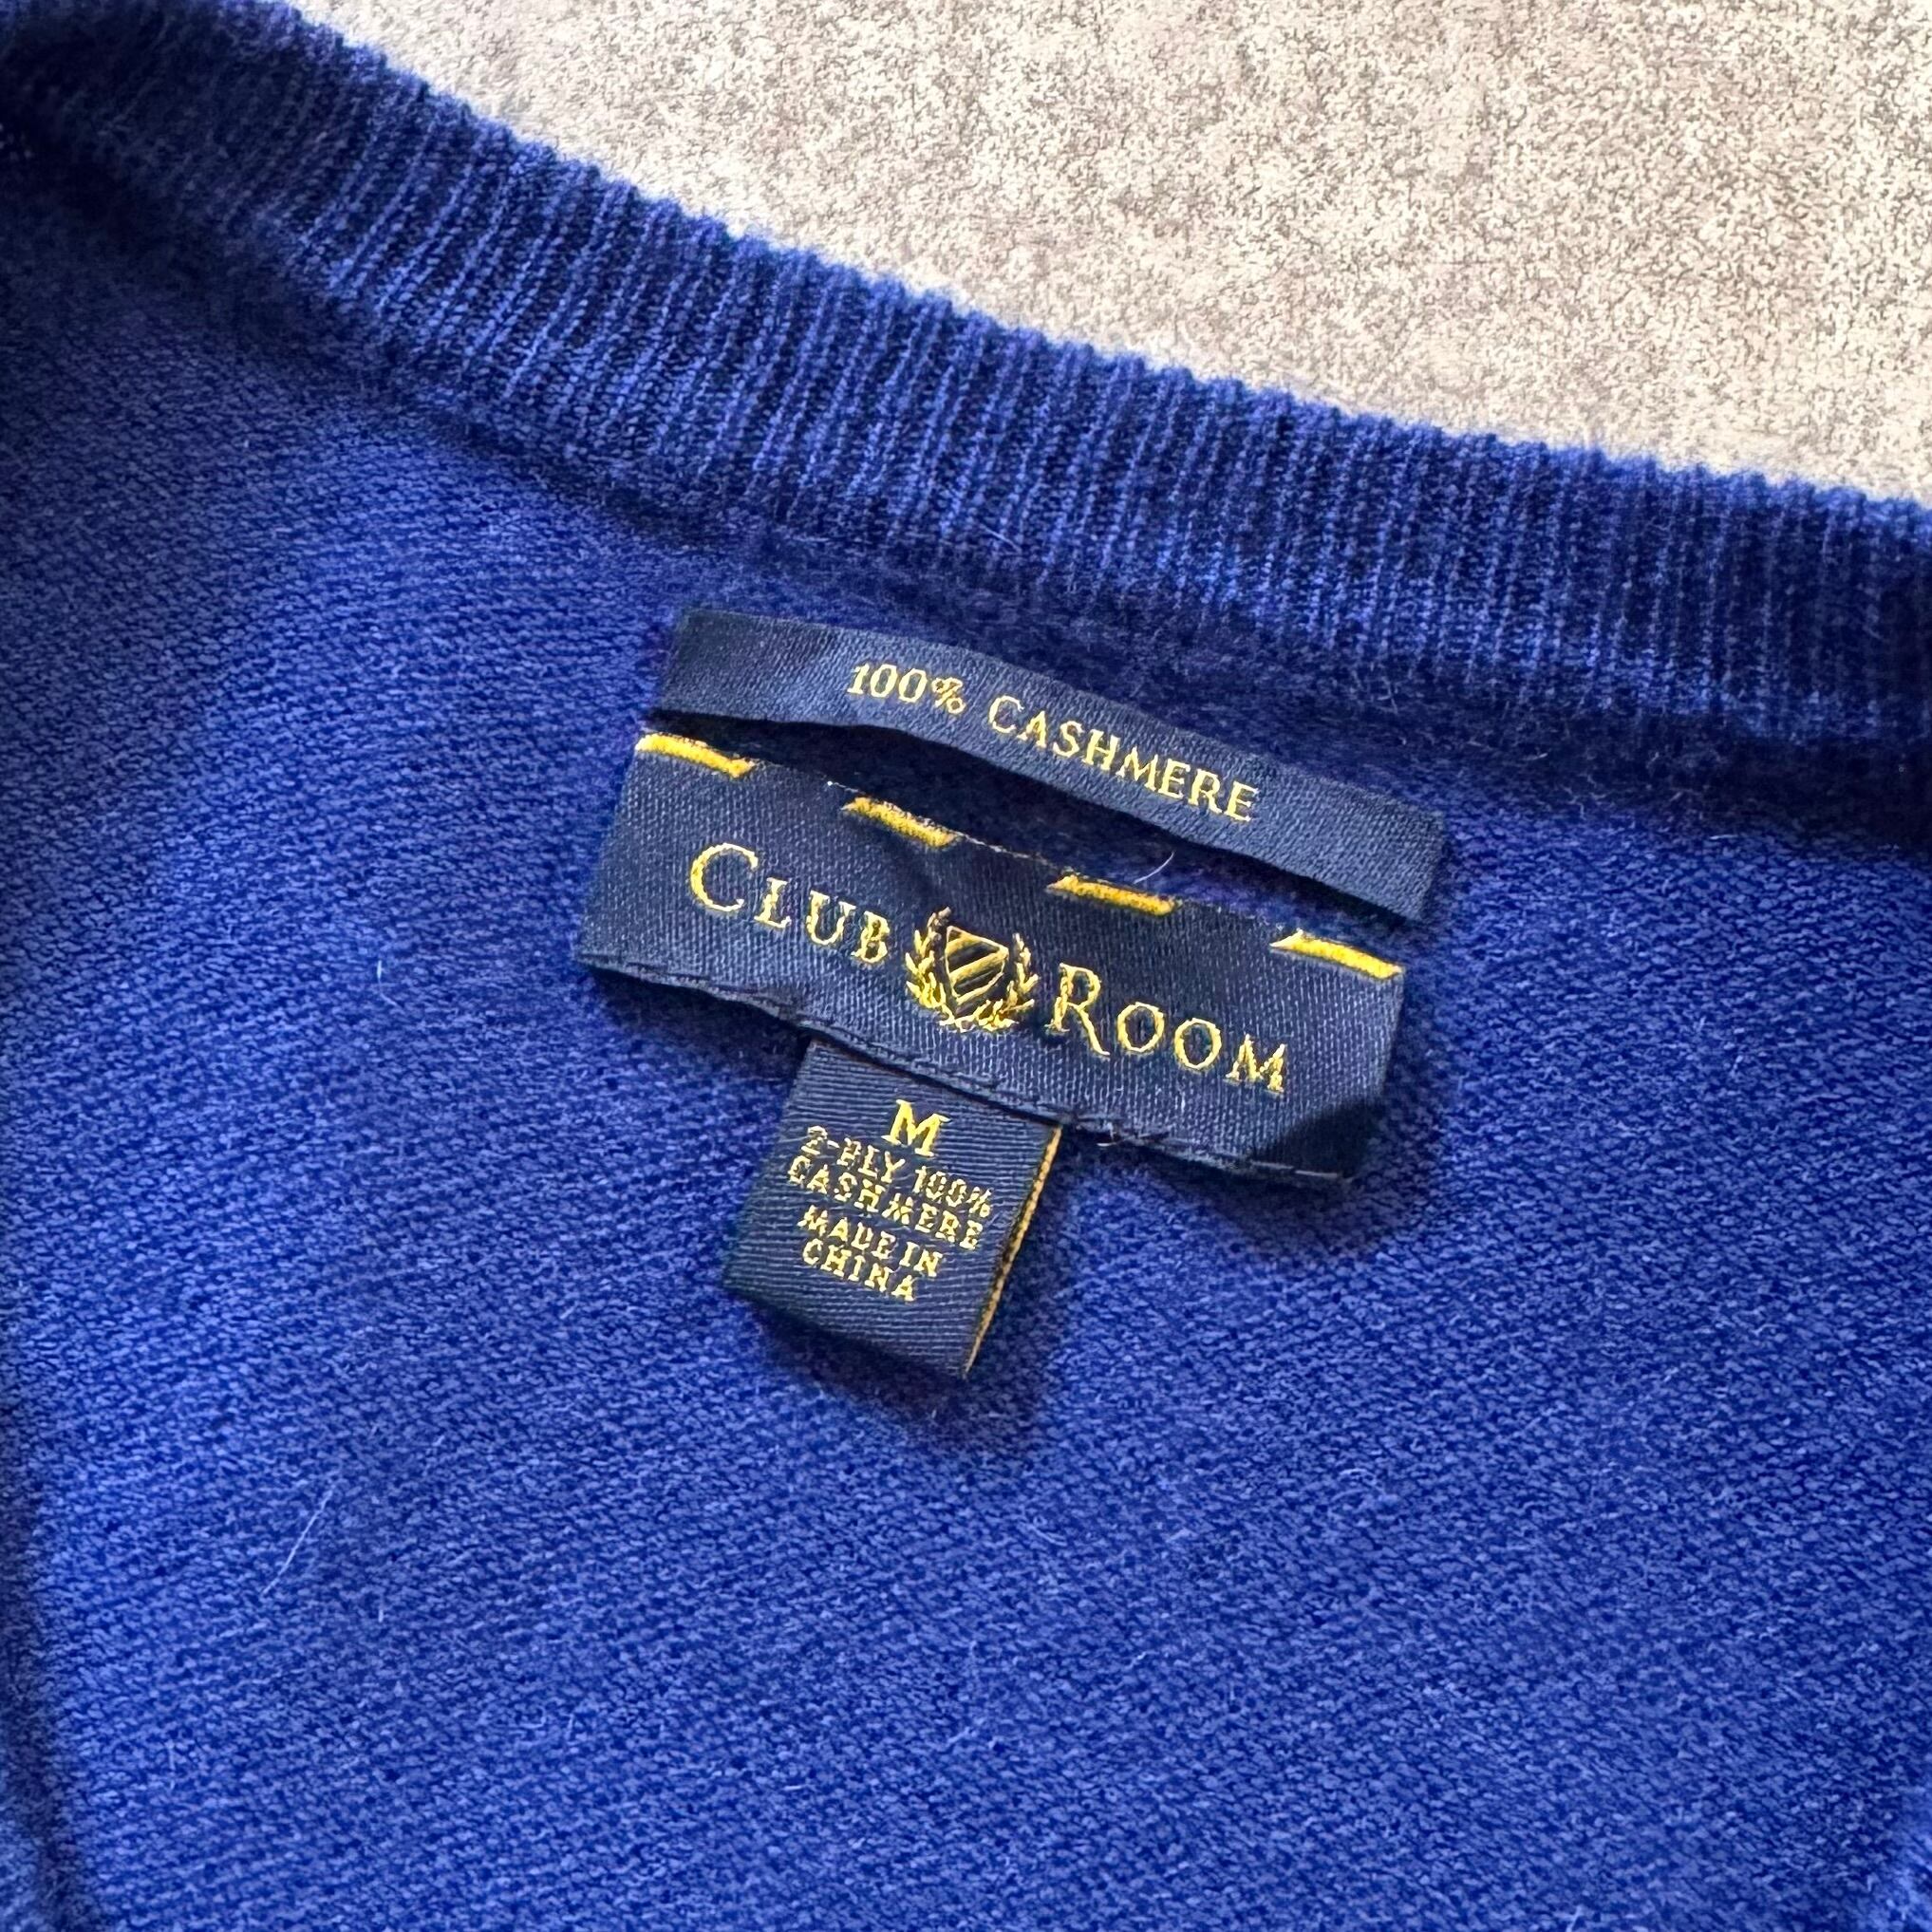 100% CASHMERE
CLUB ROOM
M
2-PLY 100%
CASHMERE
MADE IN
CHINA